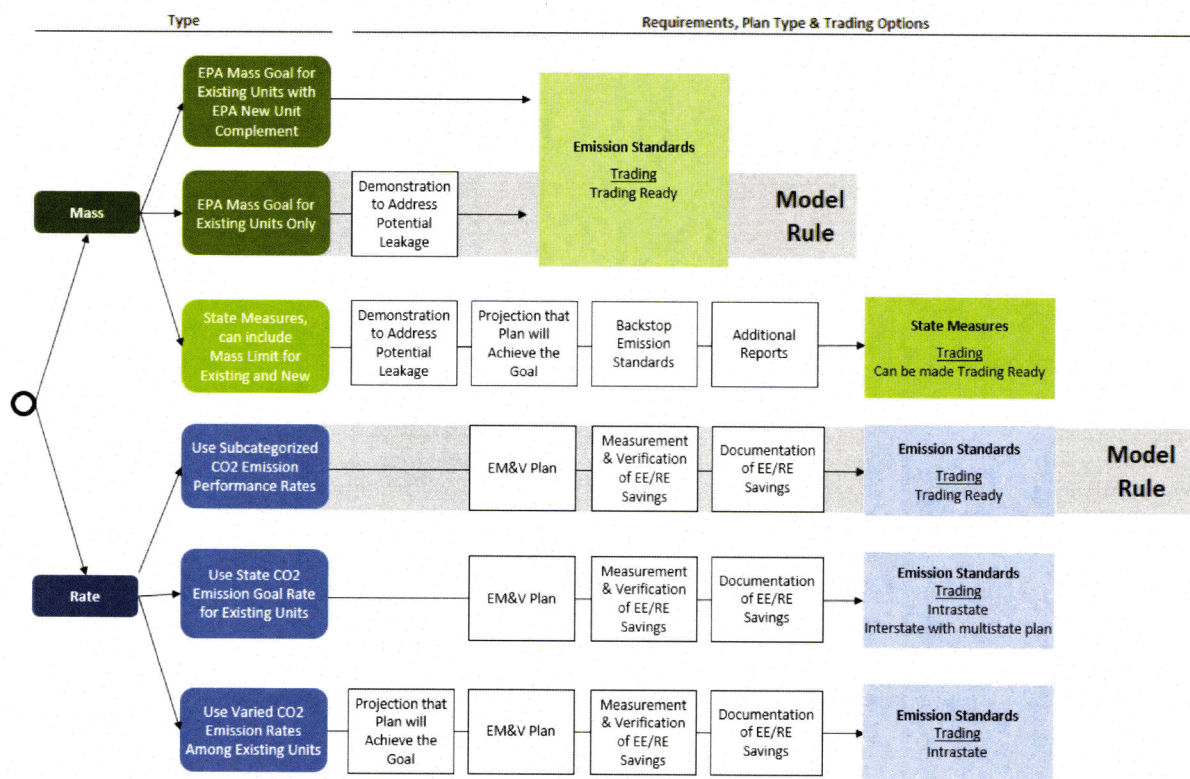 Type
Requirements, Plan Type & Trading Options
EPA Mass Goal for
Existing Units with
EPA New Unit
Complement
Emission Standards
Trading
Trading Ready
Mass
EPA Mass Goal for
Existing Units Only
Demonstration
to Address
Potential
Leakage
Model
Rule
State Measures,
can include
Mass Limit for
Existing and New
Demonstration
to Address
Potential
Leakage
Projection that
Plan will
Achieve the
Goal
Backstop
Emission
Standards
Additional
Reports
State Measures
Trading
Can be made Trading Ready
Use Subcategorized
CO2 Emission
Performance Rates
EM&V Plan
Measurement
& Verification
of EE/RE
Savings
Documentation
of EE/RE
Savings
Emission Standards
Trading
Trading Ready
Model
Rule
Rate
Use State CO2
Emission Goal Rate
for Existing Units
EM&V Plan
Measurement
& Verification
of EE/RE
Savings
Documentation
of EE/RE
Savings
Emission Standards
Trading
Intrastate
Interstate with multistate plan
Use Varied CO2
Emission Rates
Among Existing Units
Projection that
Plan will
Achieve the
Goal
EM&V Plan
Measurement
& Verification
of EE/RE
Savings
Documentation
of EE/RE
Savings
Emission Standards
Trading
Intrastate